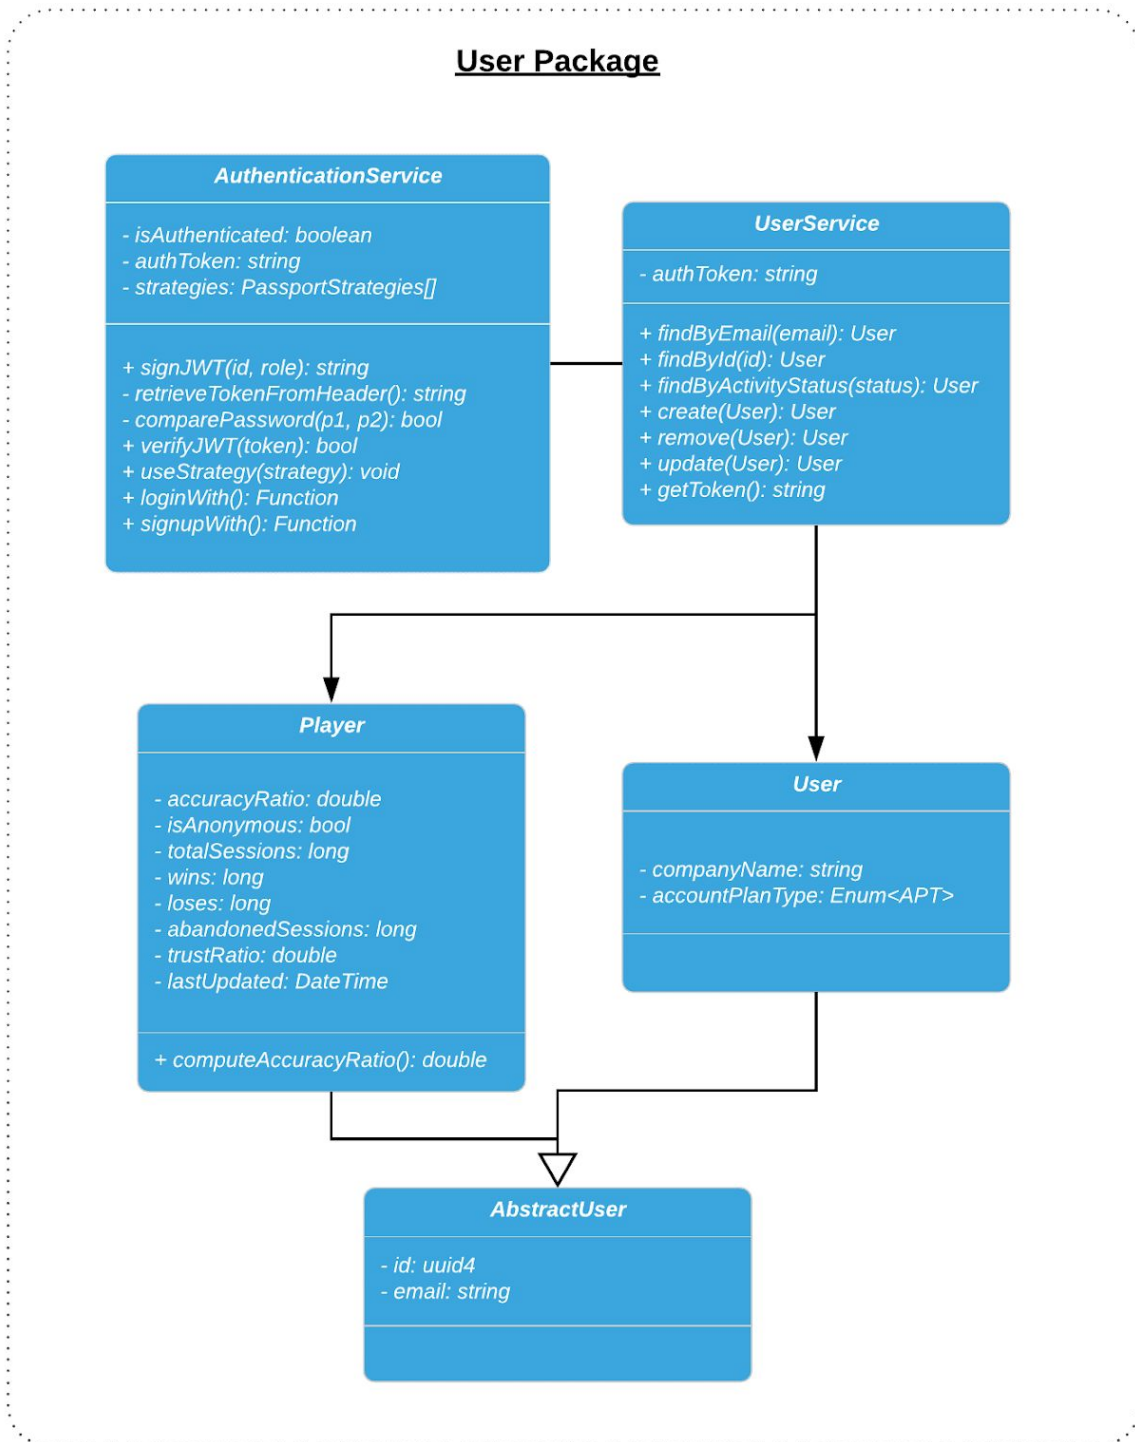 User Package
AuthenticationService
- isAuthenticated: boolean
- authToken: string
- strategies: PassportStrategies[]
+ signJWT(id, role): string
- retrieveTokenFromHeader(): string
- comparePassword(p1, p2): bool
+ verifyJWT(token): bool
+ useStrategy(strategy): void
+ loginWith(): Function
+ signupWith(): Function
UserService
- authToken: string
+ findByEmail(email): User
+ findById(id): User
+ findByActivityStatus(status): User
+ create(User): User
+ remove(User): User
+ update(User): User
+ getToken(): string
Player
- accuracyRatio: double
- isAnonymous: bool
- totalSessions: long
- wins: long
- loses: long
- abandonedSessions: long
- trustRatio: double
- lastUpdated: DateTime
+ computeAccuracyRatio(): double
User
- companyName: string
- accountPlanType: Enum<APT>
AbstractUser
- id: uuid4
- email: string